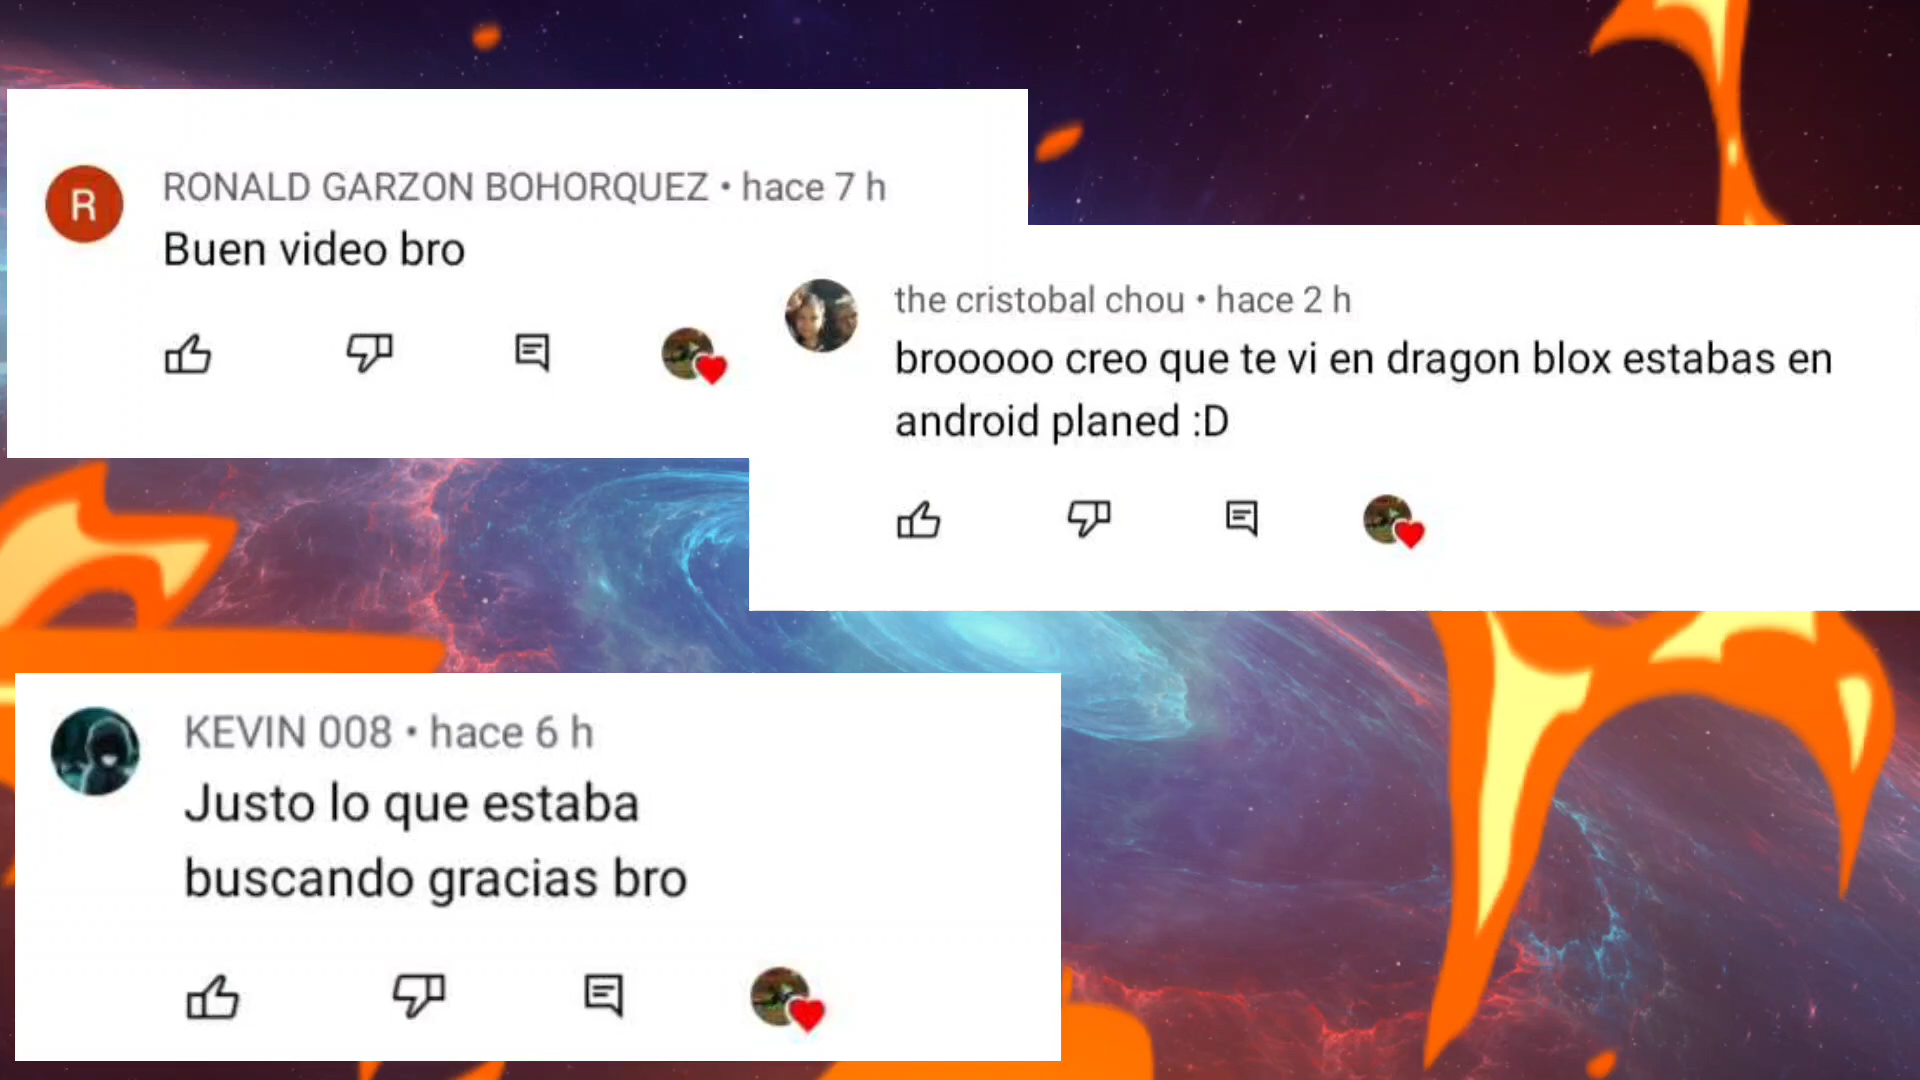 R
RONALD GARZON BOHORQUEZ • hace 7 h
Buen video bro
the cristobal chou • hace 2 h
brooooo creo que te vi en dragon blox estabas en
android planed :D
KEVIN 008 • hace 6 h
Justo lo que estaba
buscando gracias bro